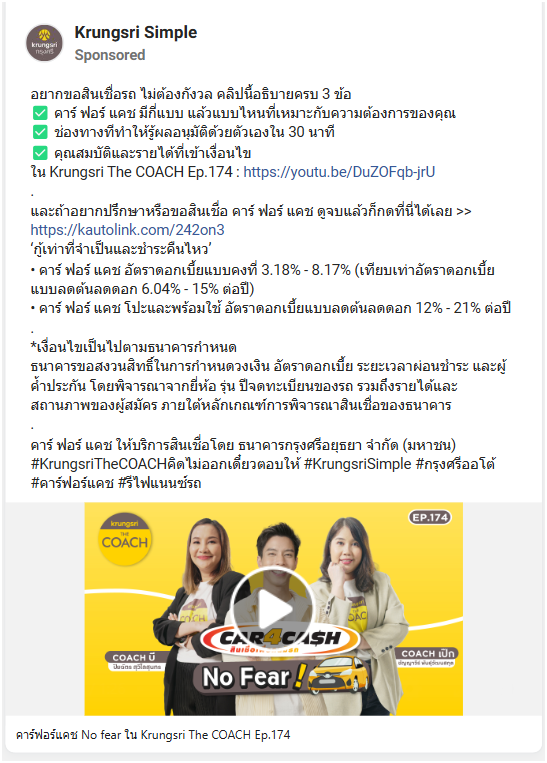 Krungsri Simple
Sponsored
krungsri
กรุงศรี
อยากขอสินเชื่อรถ ไม่ต้องกังวล คลิปนี้อธิบายครบ 3 ข้อ
✅ คาร์ ฟอร์ แคช มีกี่แบบ แล้วแบบไหนที่เหมาะกับความต้องการของคุณ
✅ ช่องทางที่ทำให้รู้ผลอนุมัติด้วยตัวเองใน 30 นาที
✅ คุณสมบัติและรายได้ที่เข้าเงื่อนไข
ใน Krungsri The COACH Ep.174 : https://youtu.be/DuZOFqb-jrU
.
และถ้าอยากปรึกษาหรือขอสินเชื่อ คาร์ ฟอร์ แคช ดูจบแล้วก็กดที่นี่ได้เลย >>
https://kautolink.com/242on3
‘กู้เท่าที่จำเป็นและชำระคืนไหว’
• คาร์ ฟอร์ แคช อัตราดอกเบี้ยแบบคงที่ 3.18% - 8.17% (เทียบเท่าอัตราดอกเบี้ย
แบบลดต้นลดดอก 6.04% - 15% ต่อปี)
• คาร์ ฟอร์ แคช โปะและพร้อมใช้ อัตราดอกเบี้ยแบบลดต้นลดดอก 12% - 21% ต่อปี
.
*เงื่อนไขเป็นไปตามธนาคารกำหนด
ธนาคารขอสงวนสิทธิ์ในการกำหนดวงเงิน อัตราดอกเบี้ย ระยะเวลาผ่อนชำระ และผู้
ค้ำประกัน โดยพิจารณาจากยี่ห้อ รุ่น ปีจดทะเบียนของรถ รวมถึงรายได้และ
สถานภาพของผู้สมัคร ภายใต้หลักเกณฑ์การพิจารณาสินเชื่อของธนาคาร
.
คาร์ ฟอร์ แคช ให้บริการสินเชื่อโดย ธนาคารกรุงศรีอยุธยา จำกัด (มหาชน)
#KrungsriTheCOACHคิดไม่ออกเดี๋ยวตอบให้ #KrungsriSimple #กรุงศรีออโต้
#คาร์ฟอร์แคช #รีไฟแนนซ์รถ
krungsri
THE
COACH
EP.174
CAR4CA$H
COACH บี
COACH เป๊ก
No Fear!
คาร์ฟอร์แคช No fear ใน Krungsri The COACH Ep.174